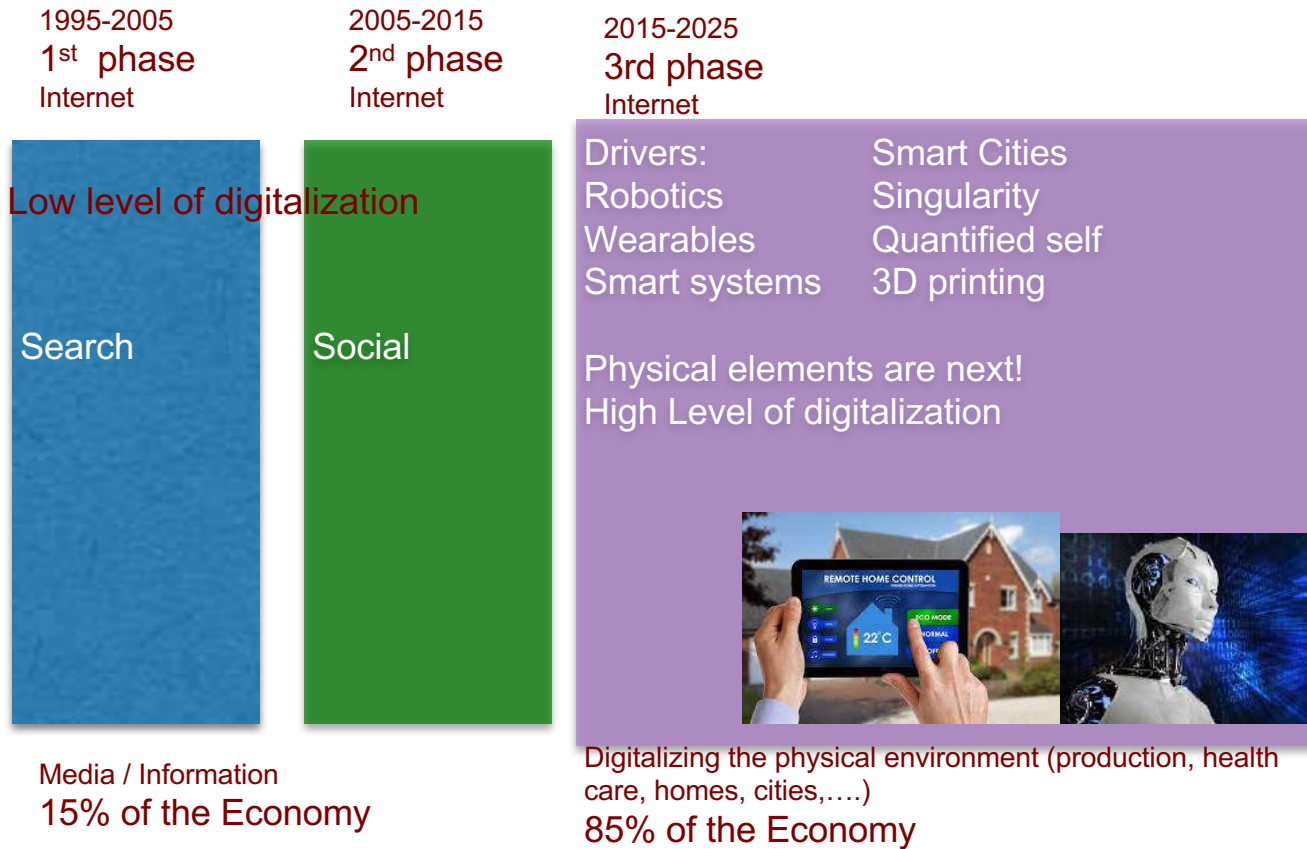 1995-2005
1st phase
Internet
2005-2015
2nd phase
Internet
2015-2025
3rd phase
Internet
Low level of digitalization
Search
Social
Drivers:
Robotics
Wearables
Smart systems
Smart Cities
Singularity
Quantified self
3D printing
Physical elements are next!
High Level of digitalization
REMOTE HOME CONTROL
22°C
ECO MODE
NORMAL
Media / Information
15% of the Economy
Digitalizing the physical environment (production, health
care, homes, cities,….)
85% of the Economy